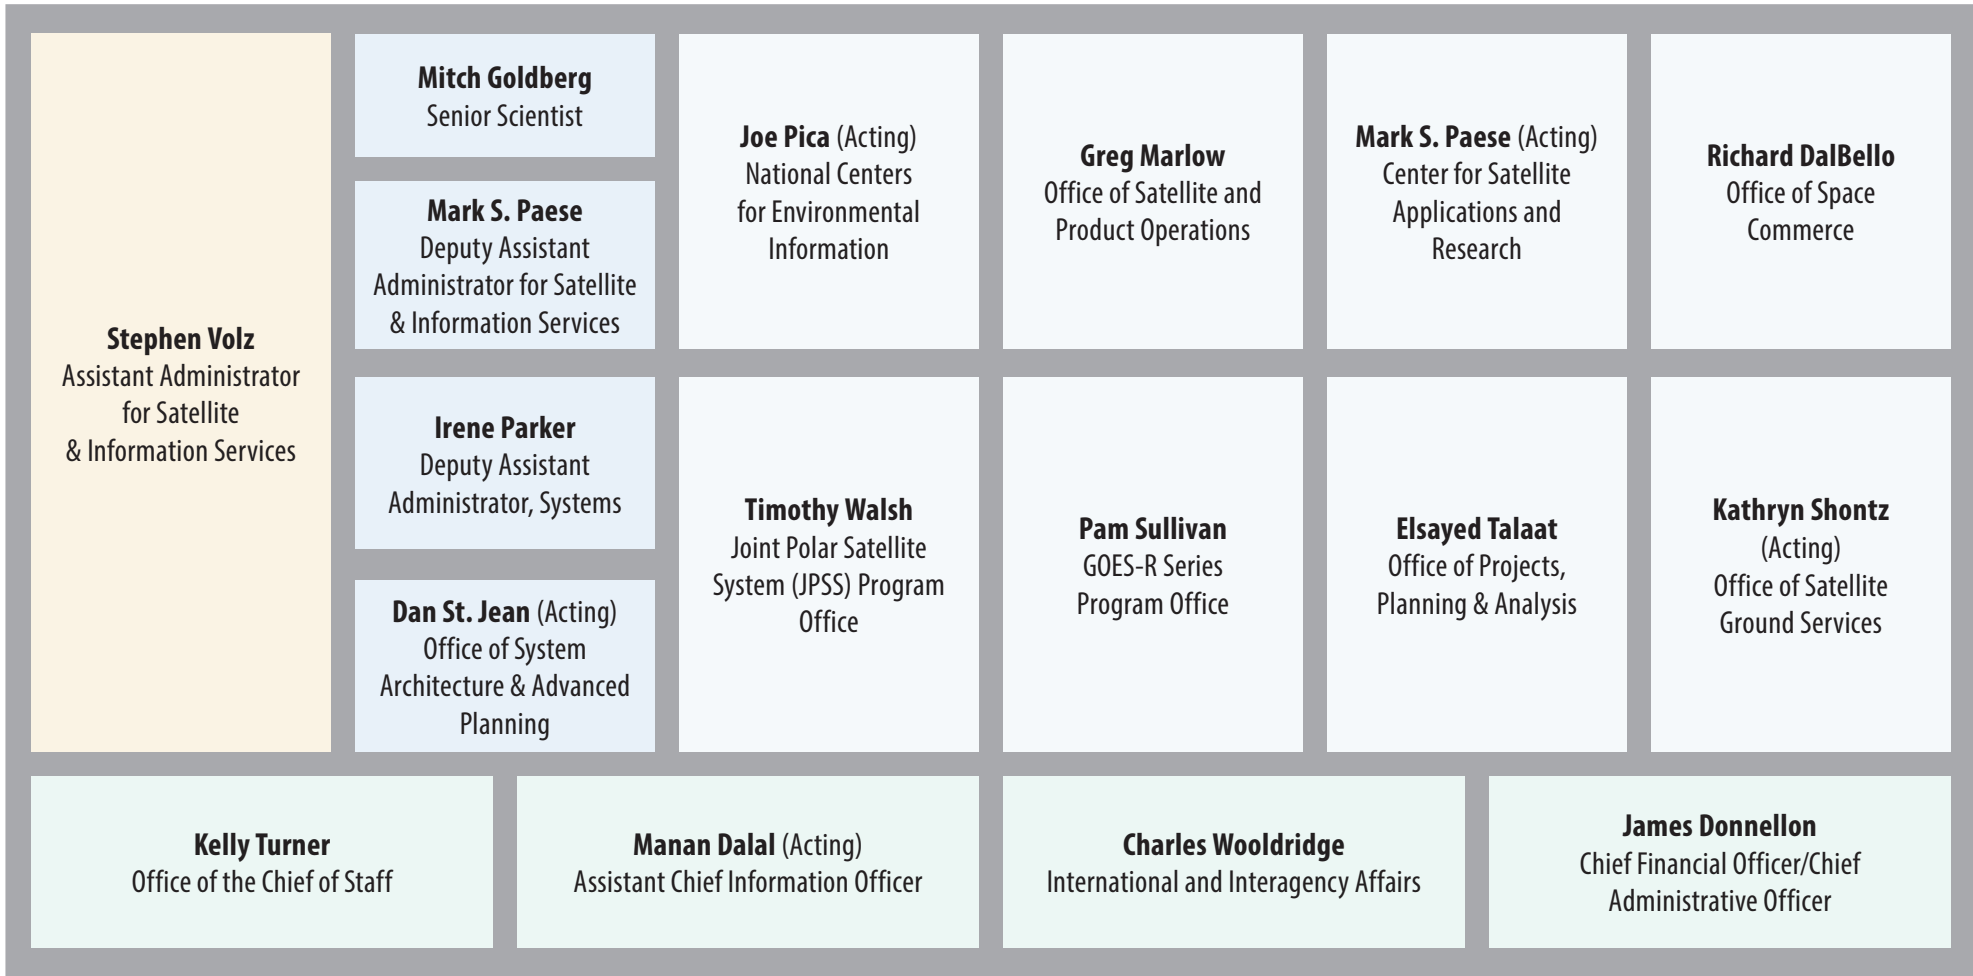 Stephen Volz
Assistant Administrator
for Satellite
& Information Services
Mitch Goldberg
Senior Scientist
Mark S. Paese
Deputy Assistant
Administrator for Satellite
& Information Services
Irene Parker
Deputy Assistant
Administrator, Systems
Dan St. Jean (Acting)
Office of System
Architecture & Advanced
Planning
Joe Pica (Acting)
National Centers
for Environmental
Information
Greg Marlow
Office of Satellite and
Product Operations
Mark S. Paese (Acting)
Center for Satellite
Applications and
Research
Richard DalBello
Office of Space
Commerce
Timothy Walsh
Joint Polar Satellite
System (JPSS) Program
Office
Pam Sullivan
GOES-R Series
Program Office
Elsayed Talaat
Office of Projects,
Planning & Analysis
Kathryn Shontz
(Acting)
Office of Satellite
Ground Services
Kelly Turner
Office of the Chief of Staff
Manan Dalal (Acting)
Assistant Chief Information Officer
Charles Wooldridge
International and Interagency Affairs
James Donnellon
Chief Financial Officer/Chief
Administrative Officer